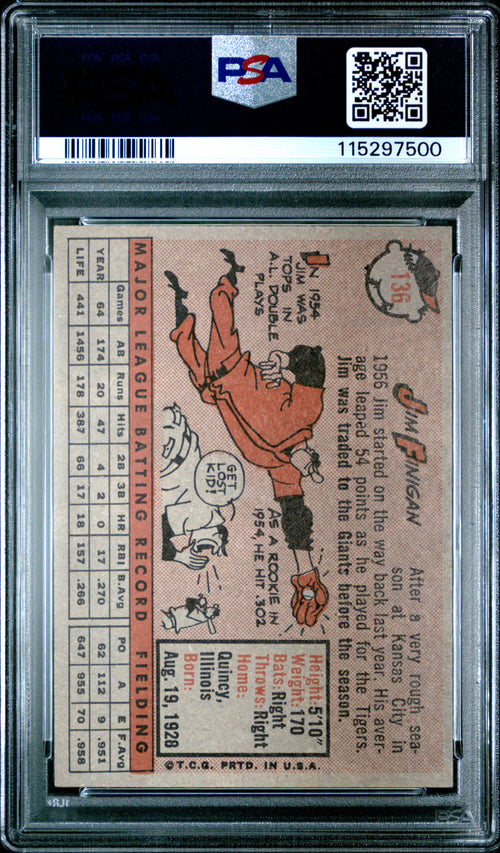 PSA
115297500
136
JIM FINIGAN
After a very rough sea-
son at Kansas City in
1956 Jim started on the way back last year. His aver-
age leaped 54 points as he played for the Tigers.
Jim was traded to the Giants before the season.
IN 1954
JIM WAS
TOPS IN
A.L. DOUBLE
PLAYS
AS A ROOKIE IN
1954, HE HIT .302
GET
LOST
KID!
Height: 5'10"
Weight: 170
Bats: Right
Throws: Right
Home:
Quincy,
Illinois
Born:
Aug. 19, 1928
MAJOR LEAGUE BATTING RECORD FIELDING
Games AB Runs Hits 2B 3B HR RBI B.Avg PO A E F.Avg
YEAR 64 174 20 47 4 2 0 17 .270 62 112 9 .951
LIFE 441 1456 178 387 66 17 18 157 .266 647 955 70 .958
©T.C.G. PRTD. IN U.S.A.
PSA